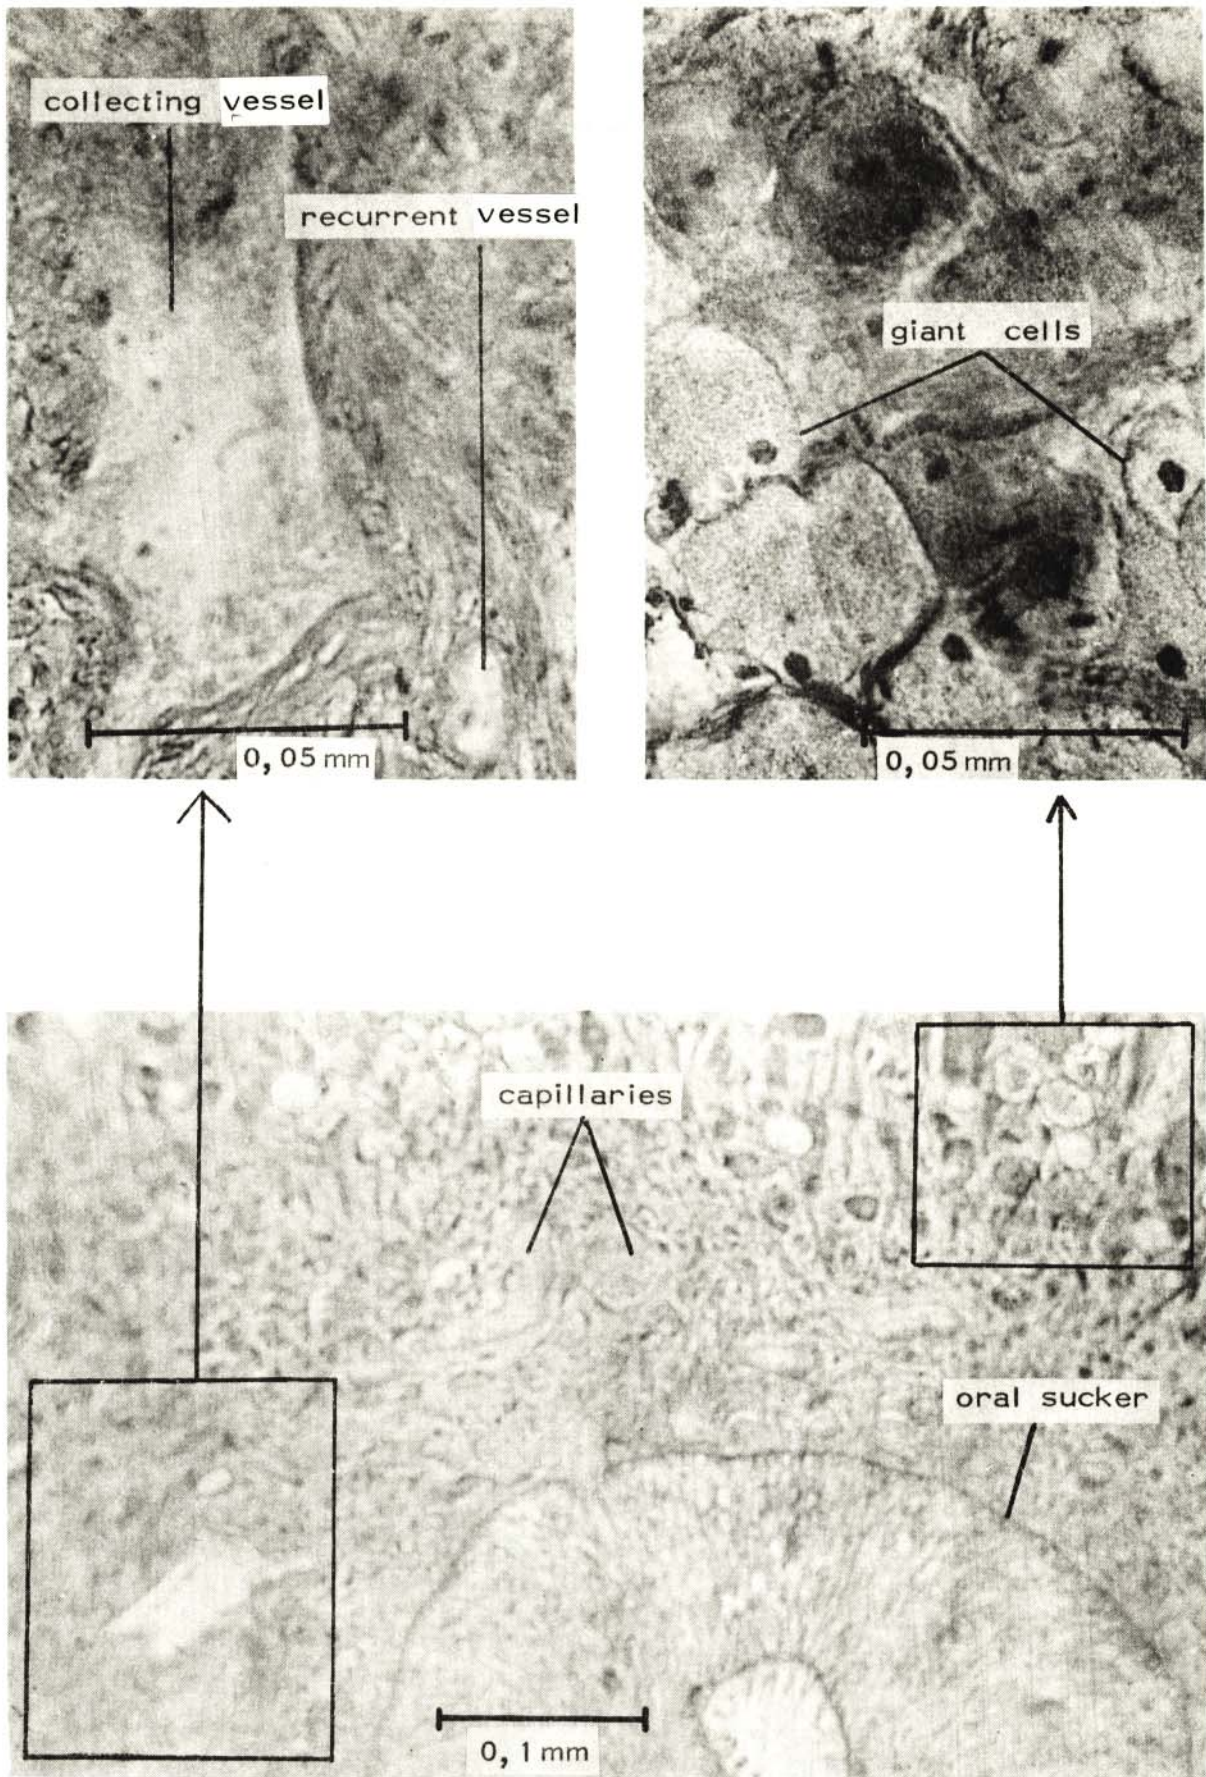 collecting vessel
recurrent vessel
giant cells
0,05 mm
0,05 mm
capillaries
oral sucker
0,1 mm